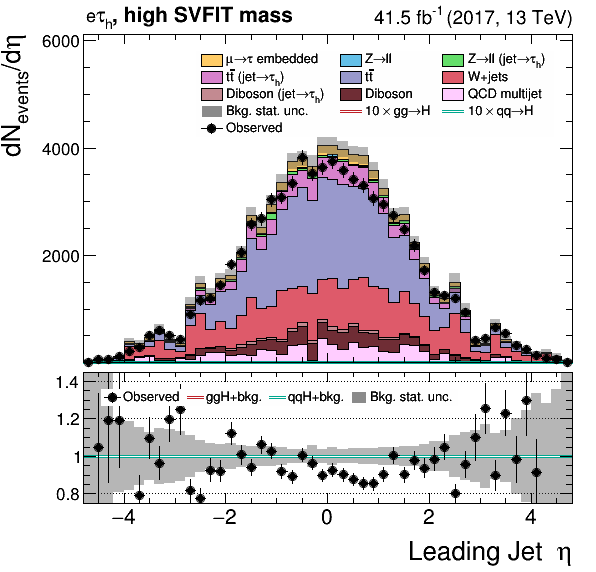 eτh, high SVFIT mass 41.5 fb⁻¹ (2017, 13 TeV)
dNevents/dη
6000
4000
2000
μ→τ embedded Z→ll Z→ll (jet→τh)
tt̄ (jet→τh) tt̄ W+jets
Diboson (jet→τh) Diboson QCD multijet
Bkg. stat. unc. 10 × gg→H 10 × qq→H
Observed
1.4
1.2
1
0.8
Observed ggH+bkg. qqH+bkg. Bkg. stat. unc.
−4 −2 0 2 4
Leading Jet η